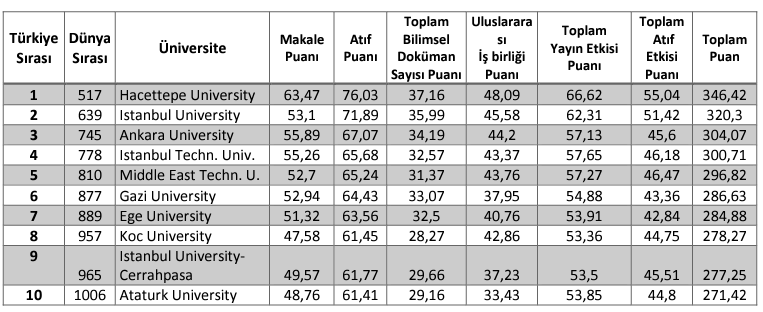 Türkiye Sırası Dünya Sırası Üniversite Makale Puanı Atıf Puanı Toplam Bilimsel Doküman Sayısı Puanı Uluslararası İş birliği Puanı Toplam Yayın Etkisi Puanı Toplam Atıf Etkisi Puanı Toplam Puan
1 517 Hacettepe University 63,47 76,03 37,16 48,09 66,62 55,04 346,42
2 639 Istanbul University 53,1 71,89 35,99 45,58 62,31 51,42 320,3
3 745 Ankara University 55,89 67,07 34,19 44,2 57,13 45,6 304,07
4 778 Istanbul Techn. Univ. 55,26 65,68 32,57 43,37 57,65 46,18 300,71
5 810 Middle East Techn. U. 52,7 65,24 31,37 43,76 57,27 46,47 296,82
6 877 Gazi University 52,94 64,43 33,07 37,95 54,88 43,36 286,63
7 889 Ege University 51,32 63,56 32,5 40,76 53,91 42,84 284,88
8 957 Koc University 47,58 61,45 28,27 42,86 53,36 44,75 278,27
9 965 Istanbul University-Cerrahpasa 49,57 61,77 29,66 37,23 53,5 45,51 277,25
10 1006 Ataturk University 48,76 61,41 29,16 33,43 53,85 44,8 271,42